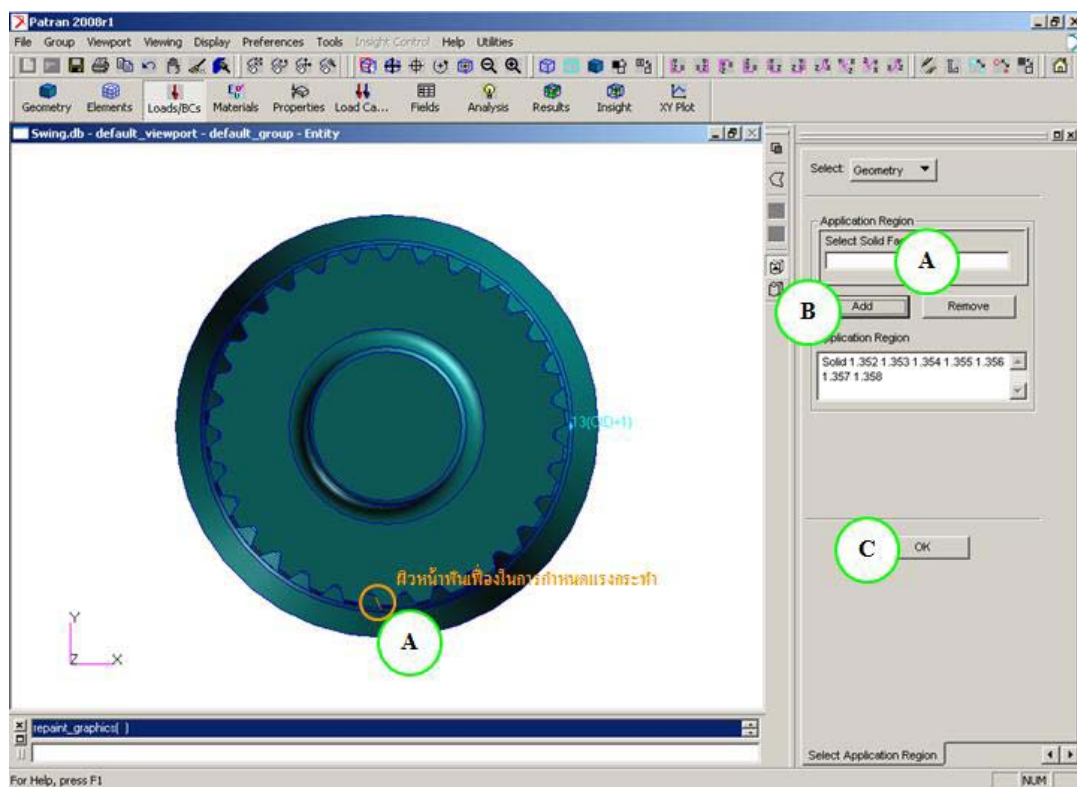 Patran 2008r1
File Group Viewport Viewing Display Preferences Tools Insight Control Help Utilities
Geometry Elements Loads/BCs Materials Properties Load Ca... Fields Analysis Results Insight XY Plot
Swing.db - default_viewport - default_group - Entity
Select: Geometry
Application Region
Select Solid Fa
A
B
Add
Remove
Application Region
Solid 1.352 1.353 1.354 1.355 1.356
1.357 1.358
C
OK
ผิวหน้าฟันเฟืองในการกำหนดแรงกระทำ
A
Y
Z X
repaint_graphics( )
Select Application Region
For Help, press F1
NUM